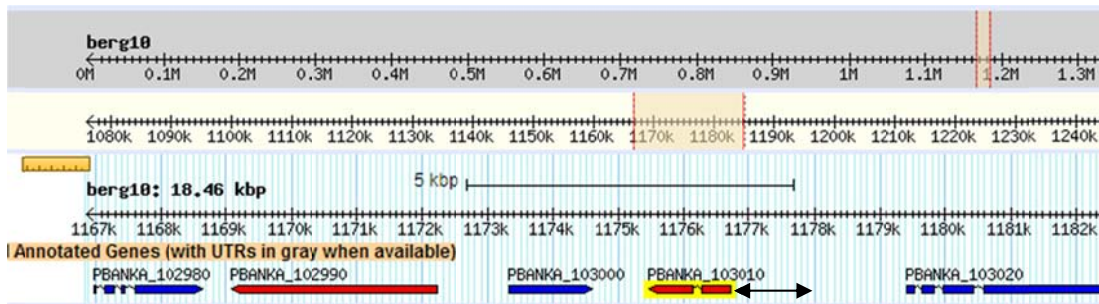 berg10
0M 0.1M 0.2M 0.3M 0.4M 0.5M 0.6M 0.7M 0.8M 0.9M 1M 1.1M 1.2M 1.3M
1080k 1090k 1100k 1110k 1120k 1130k 1140k 1150k 1160k 1170k 1180k 1190k 1200k 1210k 1220k 1230k 1240k
5 kbp
berg10: 18.46 kbp
1167k 1168k 1169k 1170k 1171k 1172k 1173k 1174k 1175k 1176k 1177k 1178k 1179k 1180k 1181k 1182k
Annotated Genes (with UTRs in gray when available)
PBANKA_102980 PBANKA_102990 PBANKA_103000 PBANKA_103010 PBANKA_103020